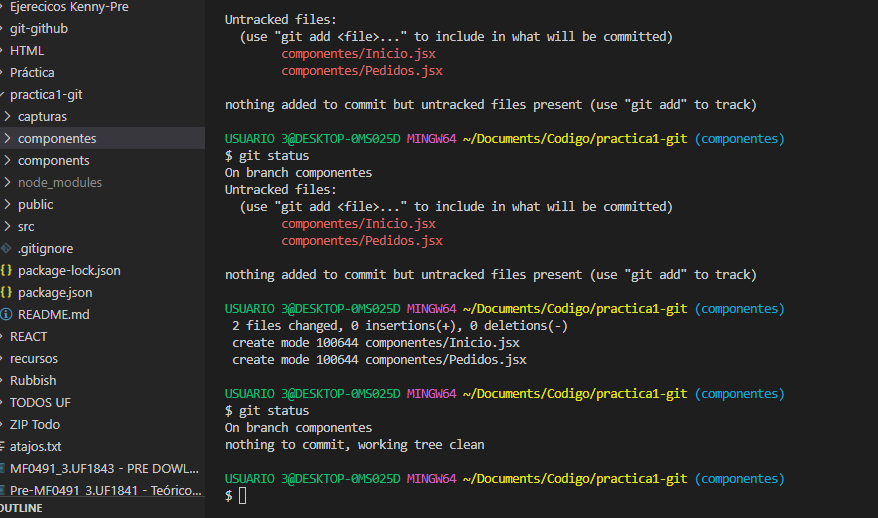 Ejerecicos Kenny-Pre
git-github
HTML
Práctica
practica1-git
capturas
componentes
components
node_modules
public
src
.gitignore
package-lock.json
package.json
README.md
REACT
recursos
Rubbish
TODOS UF
ZIP Todo
atajos.txt
MF0491_3.UF1843 - PRE DOWL...
Pre-MF0491_3.UF1841 - Teórico...
OUTLINE
Untracked files:
(use "git add <file>..." to include in what will be committed)
componentes/Inicio.jsx
componentes/Pedidos.jsx
nothing added to commit but untracked files present (use "git add" to track)
USUARIO 3@DESKTOP-0MS025D MINGW64 ~/Documents/Codigo/practica1-git (componentes)
$ git status
On branch componentes
Untracked files:
(use "git add <file>..." to include in what will be committed)
componentes/Inicio.jsx
componentes/Pedidos.jsx
nothing added to commit but untracked files present (use "git add" to track)
USUARIO 3@DESKTOP-0MS025D MINGW64 ~/Documents/Codigo/practica1-git (componentes)
2 files changed, 0 insertions(+), 0 deletions(-)
create mode 100644 componentes/Inicio.jsx
create mode 100644 componentes/Pedidos.jsx
USUARIO 3@DESKTOP-0MS025D MINGW64 ~/Documents/Codigo/practica1-git (componentes)
$ git status
On branch componentes
nothing to commit, working tree clean
USUARIO 3@DESKTOP-0MS025D MINGW64 ~/Documents/Codigo/practica1-git (componentes)
$